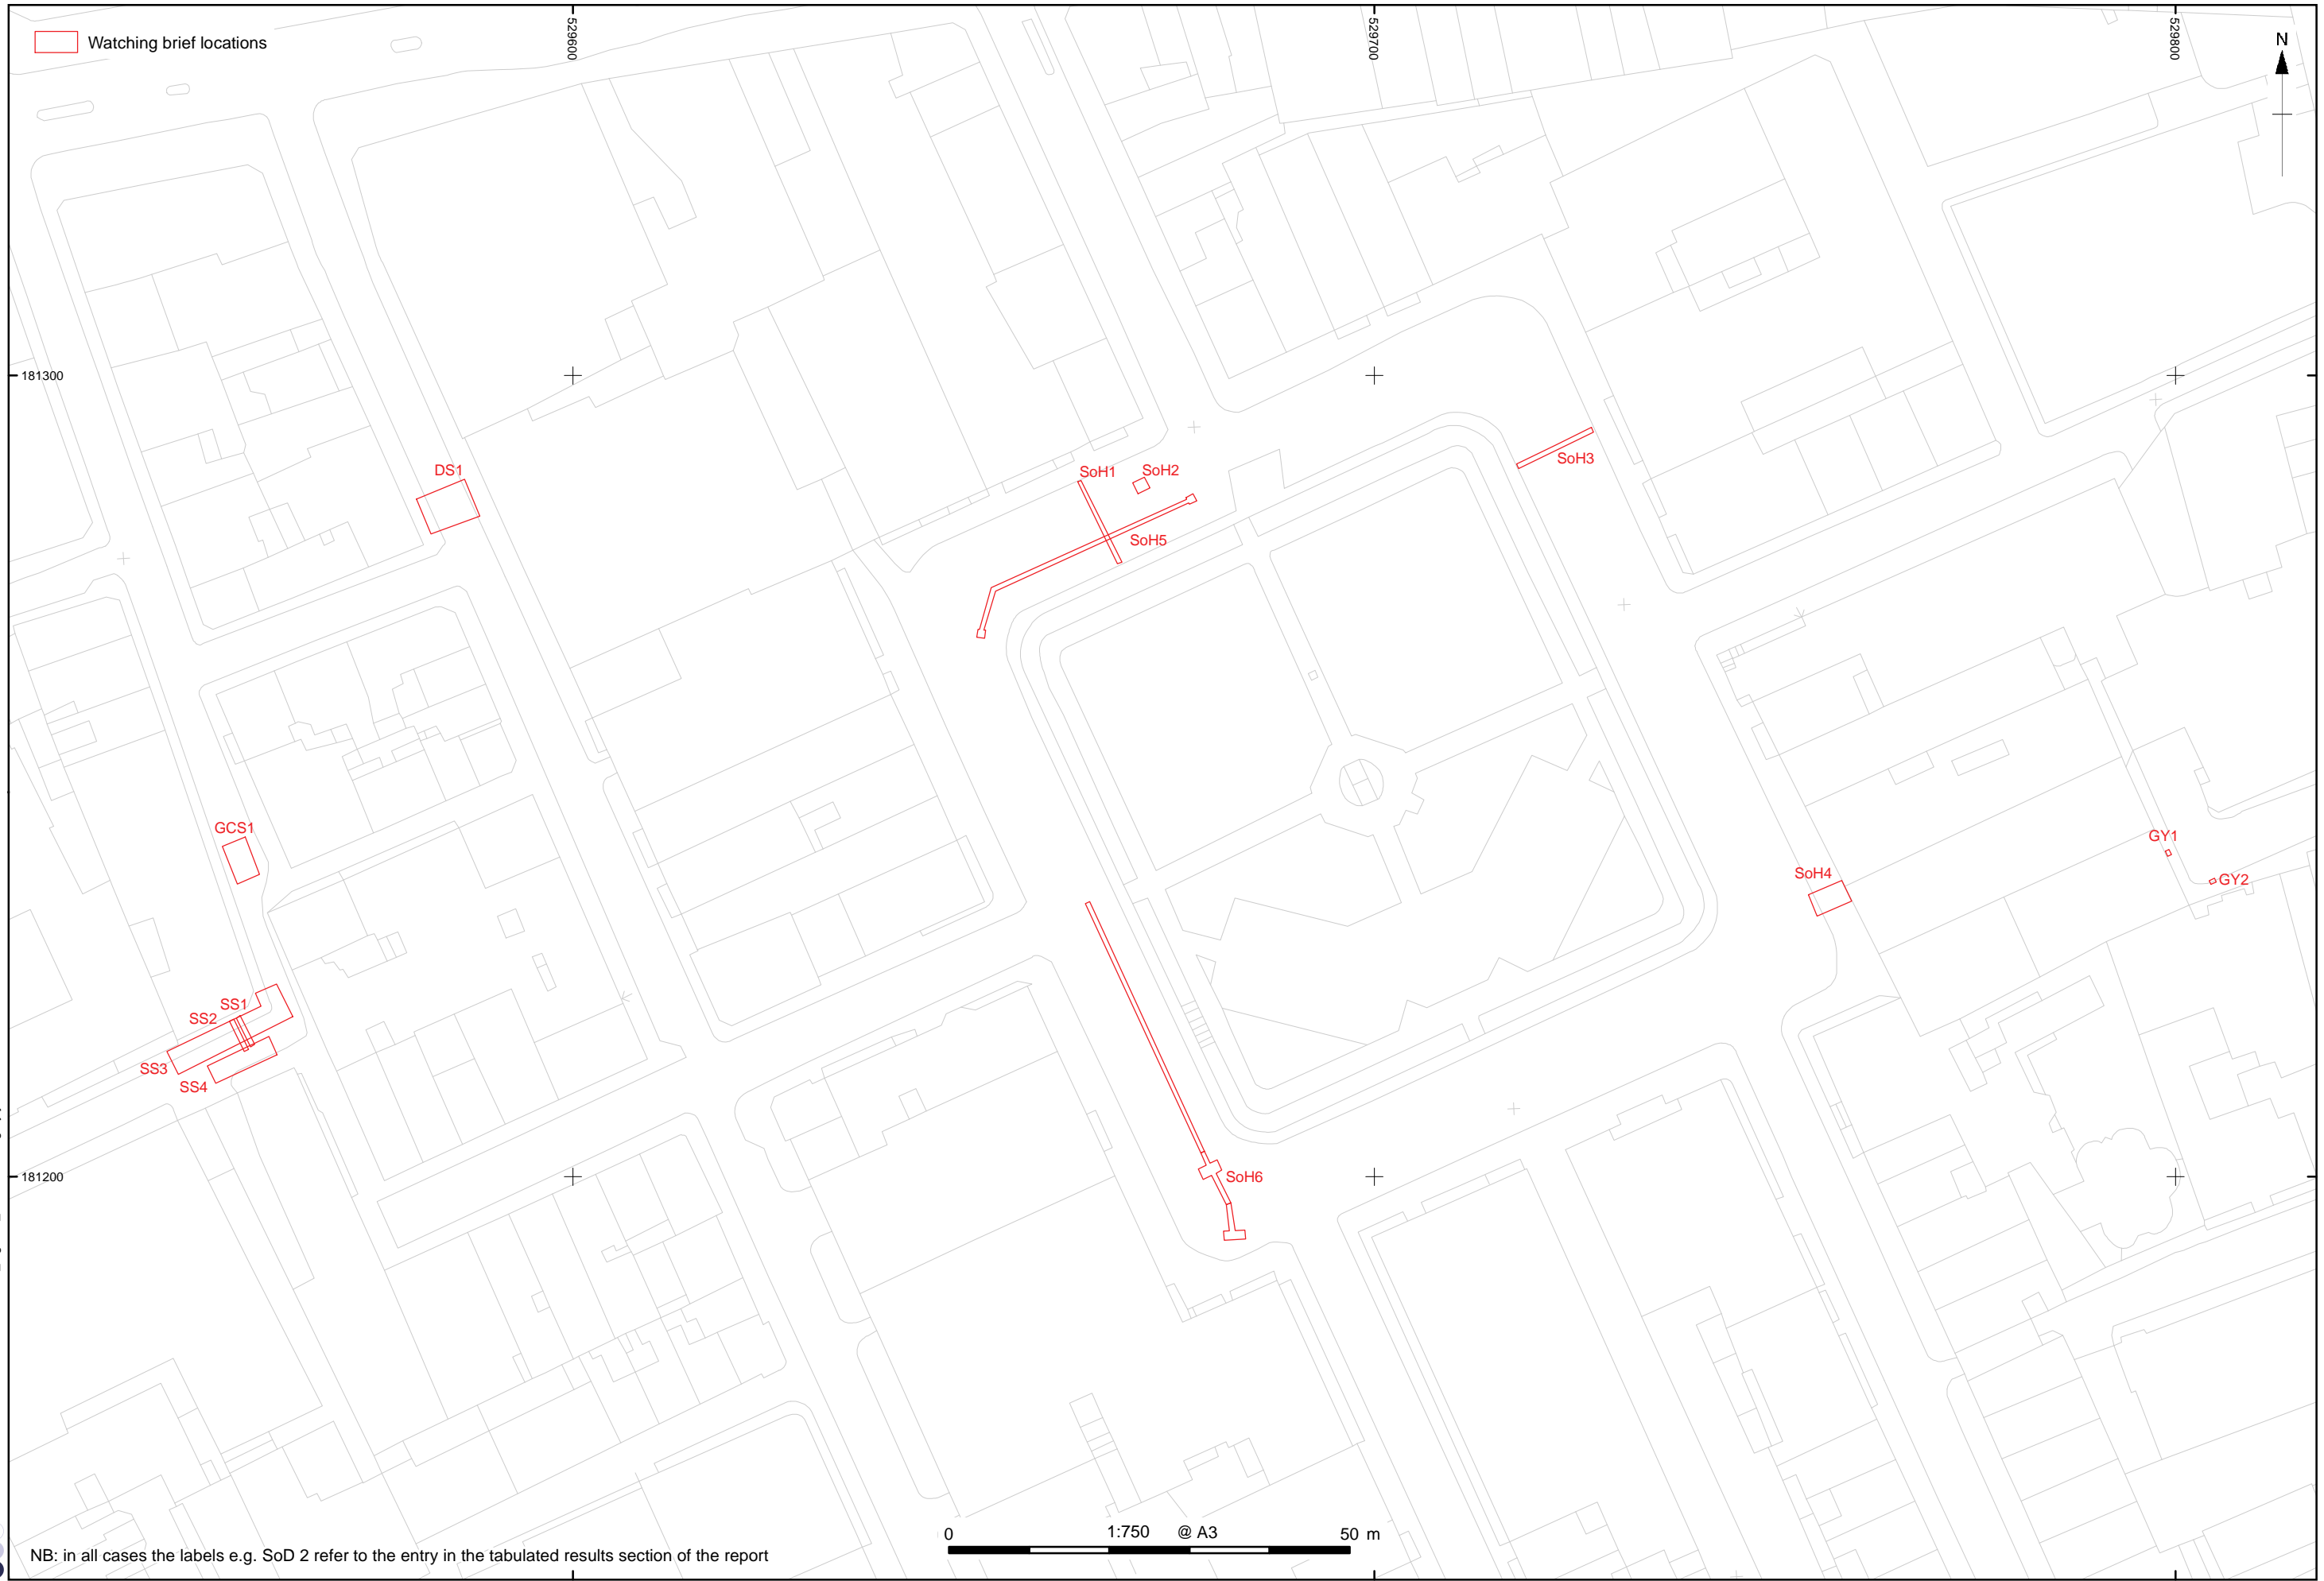 Watching brief locations
529600
529700
529800
N
181300
DS1
SoH1
SoH2
SoH3
SoH5
GCS1
GY1
SoH4
GY2
SS1
SS2
SS3
SS4
181200
SoH6
0
1:750 @ A3
50 m
NB: in all cases the labels e.g. SoD 2 refer to the entry in the tabulated results section of the report